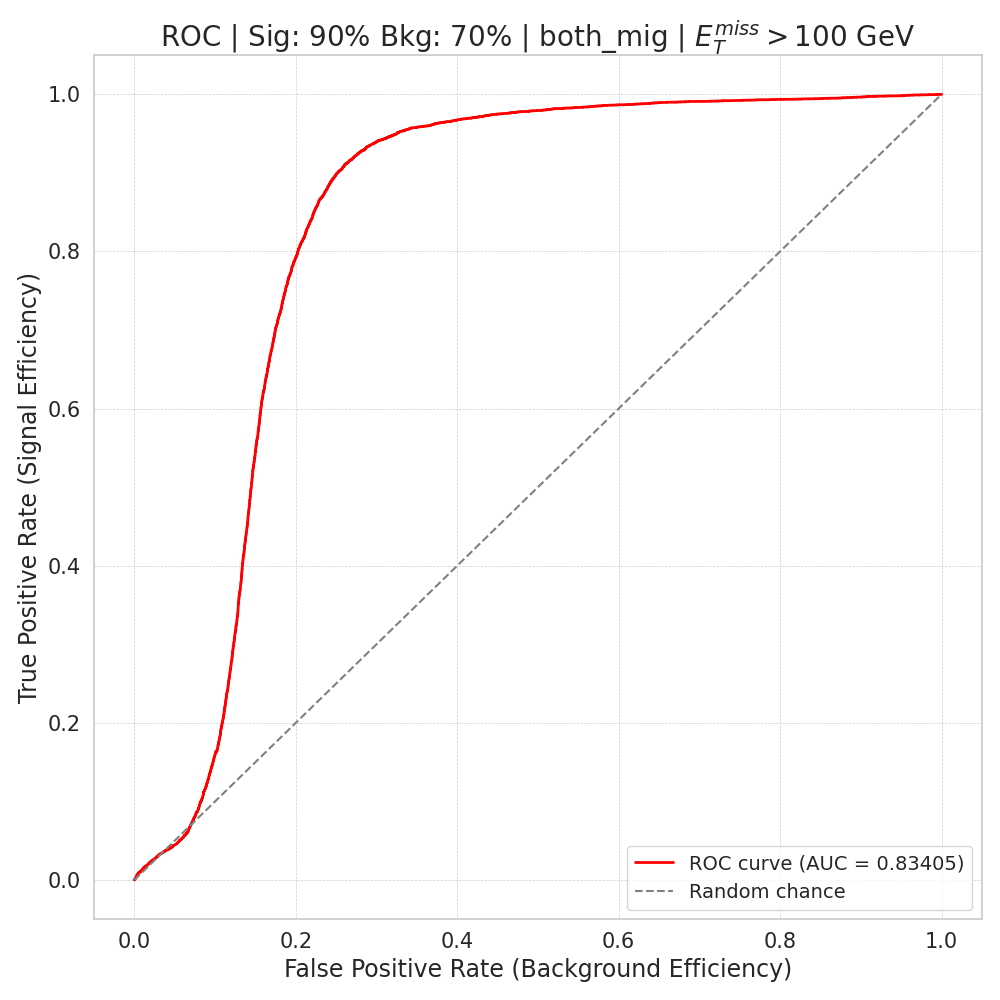 ROC | Sig: 90% Bkg: 70% | both_mig | $E_T^{miss} > 100$ GeV
True Positive Rate (Signal Efficiency)
1.0
0.8
0.6
0.4
0.2
0.0
ROC curve (AUC = 0.83405)
Random chance
0.0 0.2 0.4 0.6 0.8 1.0
False Positive Rate (Background Efficiency)